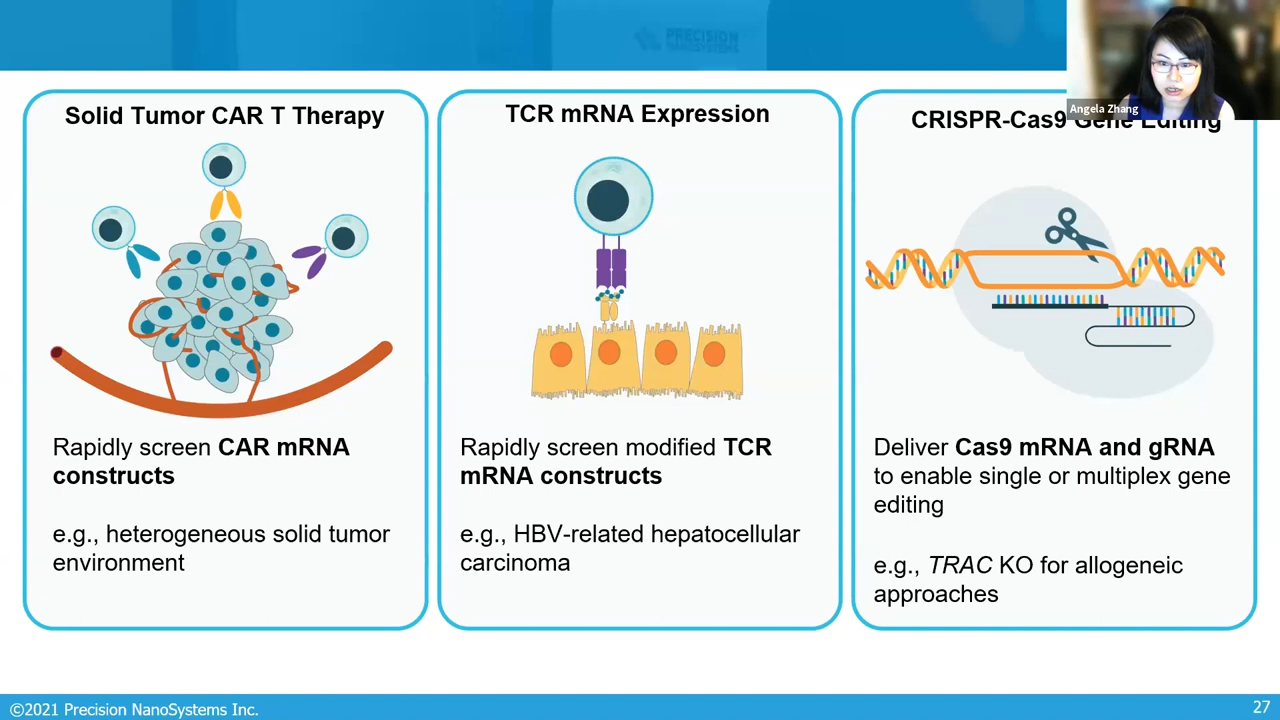 PRECISION
NANOSYSTEMS
Angela Zhang
Solid Tumor CAR T Therapy
Rapidly screen CAR mRNA
constructs
e.g., heterogeneous solid tumor
environment
TCR mRNA Expression
Rapidly screen modified TCR
mRNA constructs
e.g., HBV-related hepatocellular
carcinoma
CRISPR-Cas9 Gene Editing
Deliver Cas9 mRNA and gRNA
to enable single or multiplex gene
editing
e.g., TRAC KO for allogeneic
approaches
©2021 Precision NanoSystems Inc.
27